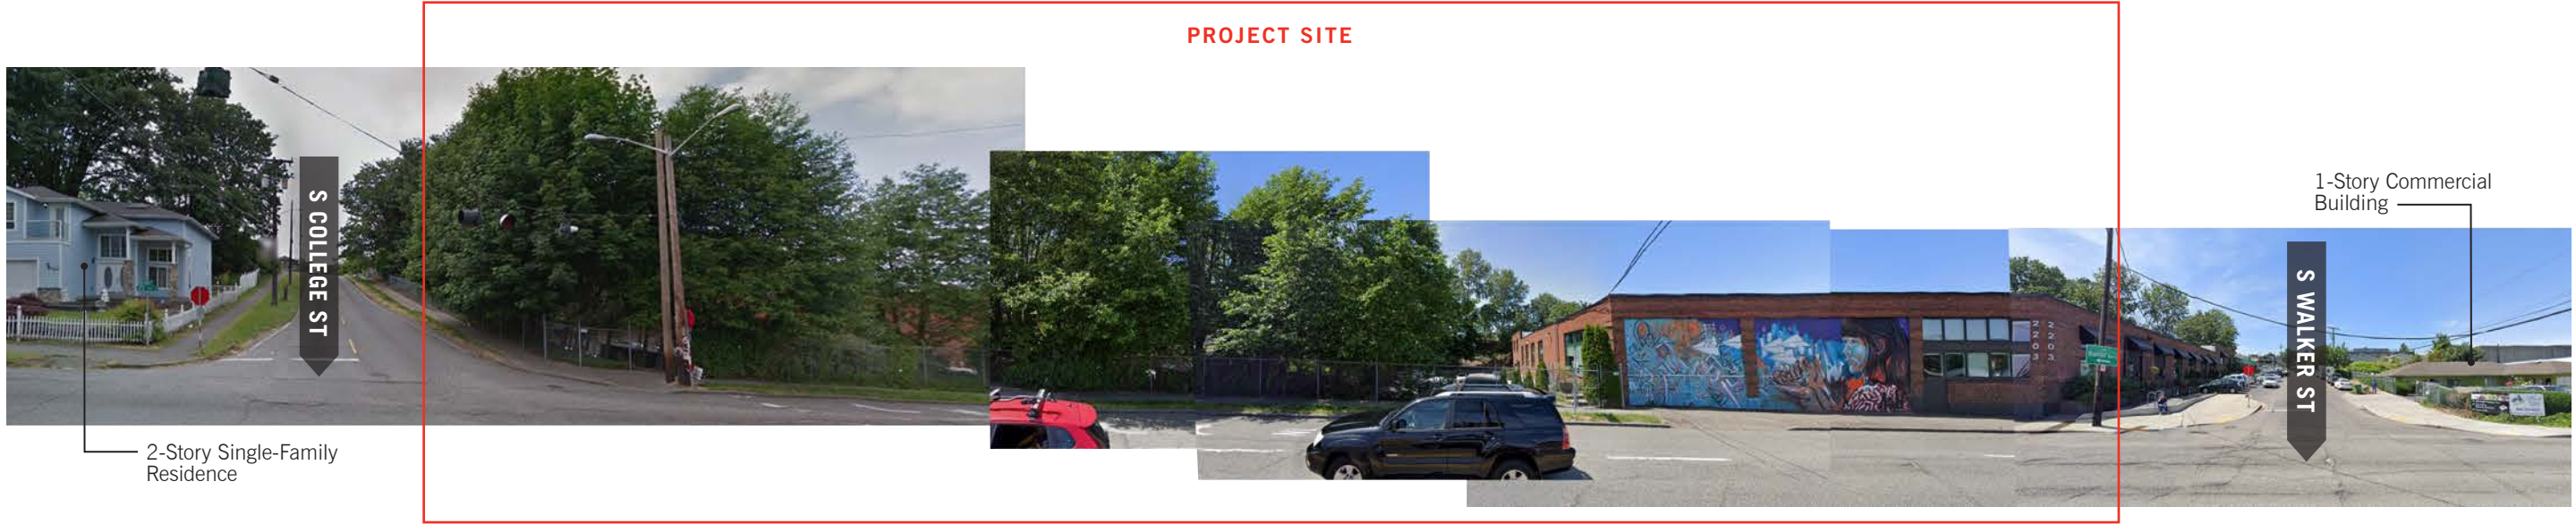 PROJECT SITE
S COLLEGE ST
2-Story Single-Family
Residence
1-Story Commercial
Building
S WALKER ST
2203
2203